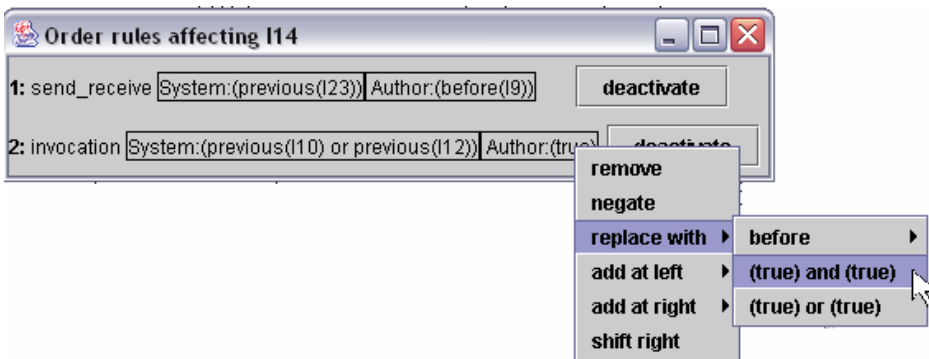 Order rules affecting I14
1: send_receive System:(previous(I23)) Author:(before(I9)) deactivate
2: invocation System:(previous(I10) or previous(I12)) Author:(true) deactivate
remove
negate
replace with
before
add at left
(true) and (true)
add at right
(true) or (true)
shift right